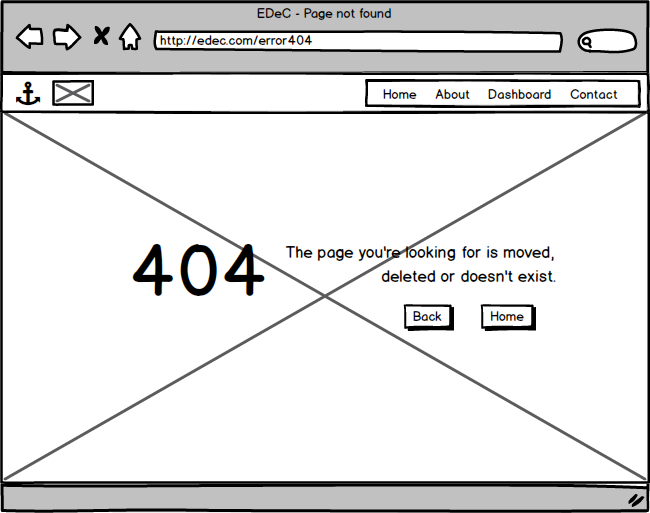 EDeC - Page not found
http://edec.com/error404
Home About Dashboard Contact
404
The page you're looking for is moved,
deleted or doesn't exist.
Back Home